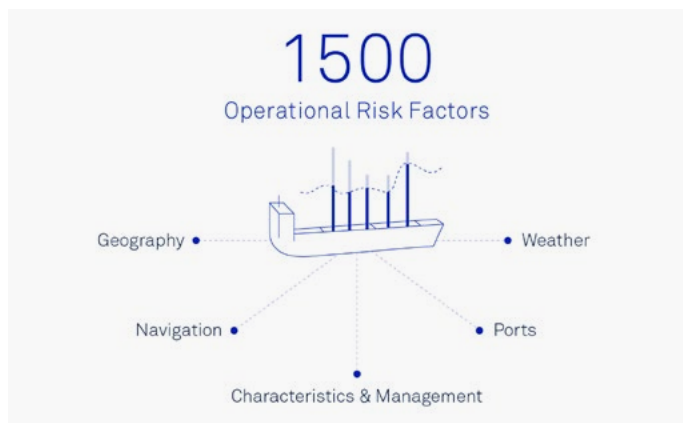 1500
Operational Risk Factors
Geography
Weather
Navigation
Ports
Characteristics & Management